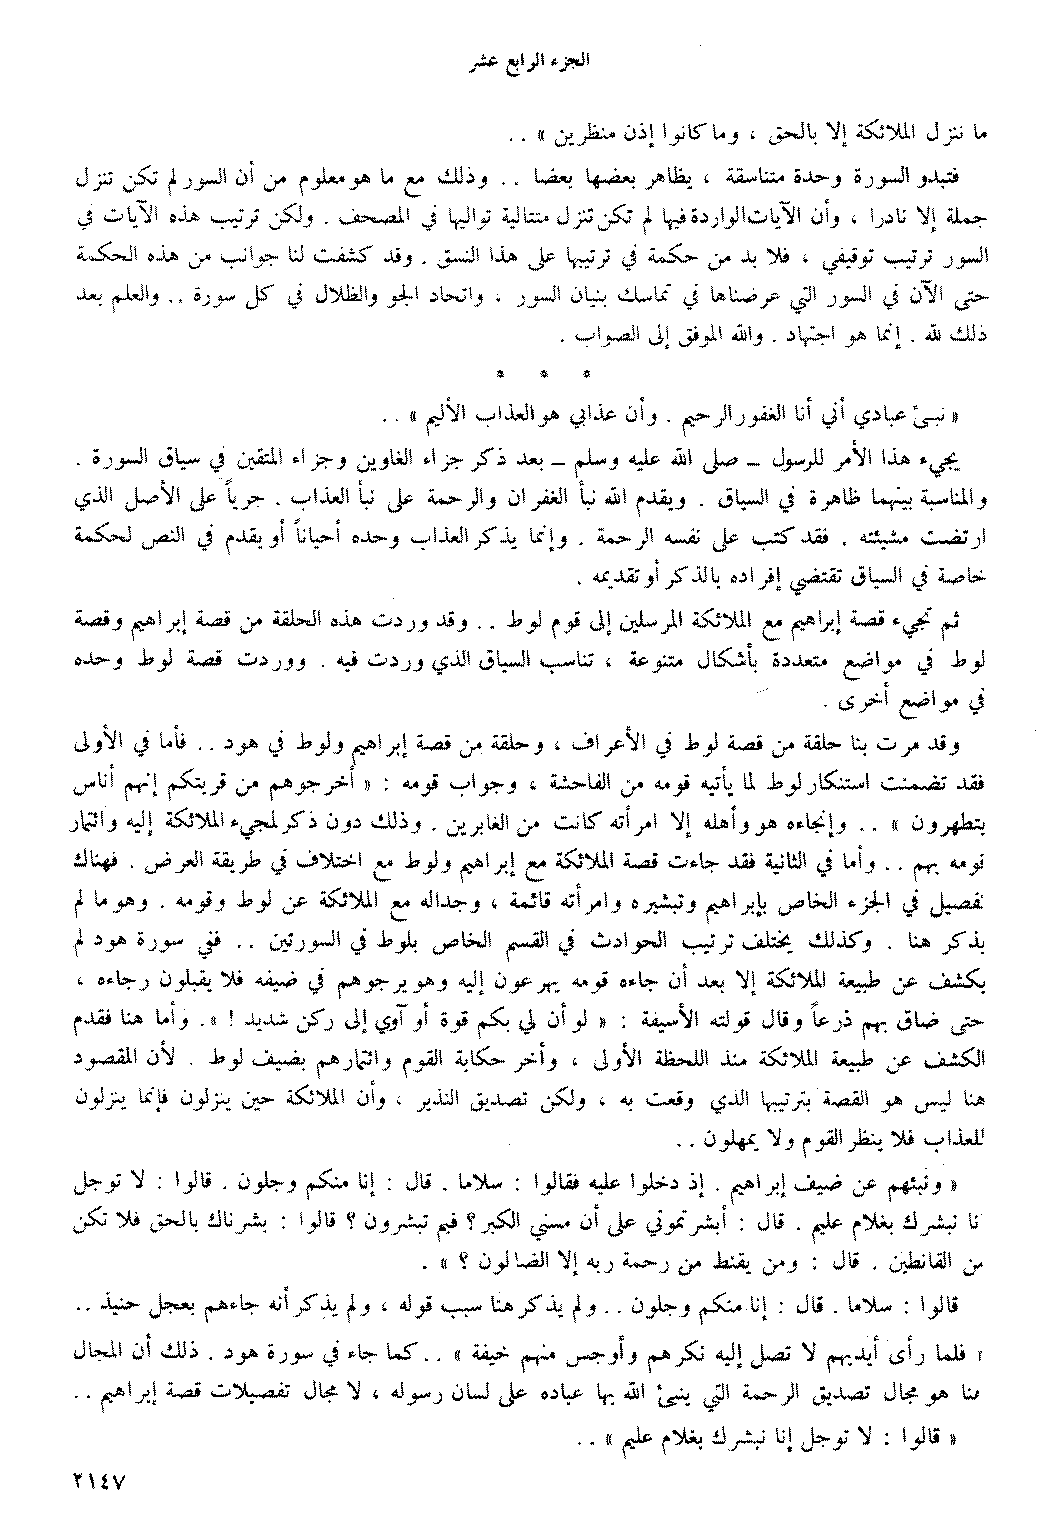 الجزء الرابع عشر
ما ننزل الملائكة إلا بالحق ، وما كانوا إذن منظرين » . .
فتبدو السورة وحدة متناسقة ، يظاهر بعضها بعضا . . وذلك مع ما هو معلوم من أن السور لم تكن تنزل
جملة إلا نادرا ، وأن الآيات الواردة فيها لم تكن تنزل متتالية تواليها في المصحف . ولكن ترتيب هذه الآيات في
السور ترتيب توقيفي ، فلا بد من حكمة في ترتيبها على هذا النسق . وقد كشفت لنا جوانب من هذه الحكمة
حتى الآن في السور التي عرضناها في تماسك بنيان السور ، واتحاد الجو والظلال في كل سورة . . والعلم بعد
ذلك لله . إنما هو اجتهاد . والله الموفق إلى الصواب .
* * *
« نبىء عبادي أني أنا الغفور الرحيم . وأن عذابي هو العذاب الأليم » . .
يجيء هذا الأمر للرسول – صلى الله عليه وسلم – بعد ذكر جزاء الغاوين وجزاء المتقين في سياق السورة .
والمناسبة بينهما ظاهرة في السياق . ويقدم الله نبأ الغفران والرحمة على نبأ العذاب . جرياً على الأصل الذي
ارتضت مشيئته . فقد كتب على نفسه الرحمة . وإنما يذكر العذاب وحده أحياناً أو يقدم في النص لحكمة
خاصة في السياق تقتضي إفراده بالذكر أو تقديمه .
ثم تجيء قصة إبراهيم مع الملائكة المرسلين إلى قوم لوط . . وقد وردت هذه الحلقة من قصة إبراهيم وقصة
لوط في مواضع متعددة بأشكال متنوعة ، تناسب السياق الذي وردت فيه . ووردت قصة لوط وحده
في مواضع أخرى .
وقد مرت بنا حلقة من قصة لوط في الأعراف ، وحلقة من قصة إبراهيم ولوط في هود . . فأما في الأولى
فقد تضمنت استنكار لوط لما يأتيه قومه من الفاحشة ، وجواب قومه : « أخرجوهم من قريتكم إنهم أناس
يتطهرون » . . وإنجاءه هو وأهله إلا امرأته كانت من الغابرين . وذلك دون ذكر لمجيء الملائكة إليه وائتمار
قومه بهم . . وأما في الثانية فقد جاءت قصة الملائكة مع إبراهيم ولوط مع اختلاف في طريقة العرض . فهناك
تفصيل في الجزء الخاص بإبراهيم وتبشيره وامرأته قائمة ، وجداله مع الملائكة عن لوط وقومه . وهو ما لم
يذكر هنا . وكذلك يختلف ترتيب الحوادث في القسم الخاص بلوط في السورتين . . ففي سورة هود لم
يكشف عن طبيعة الملائكة إلا بعد أن جاءه قومه يهرعون إليه وهو يرجوهم في ضيفه فلا يقبلون رجاءه ،
حتى ضاق بهم ذرعاً وقال قولته الأسيفة : « لو أن لي بكم قوة أو آوي إلى ركن شديد ! ». وأما هنا فقدم
الكشف عن طبيعة الملائكة منذ اللحظة الأولى ، وأخر حكاية القوم وائتمارهم بضيف لوط . لأن المقصود
هنا ليس هو القصة بترتيبها الذي وقعت به ، ولكن تصديق النذير ، وأن الملائكة حين ينزلون فإنما ينزلون
للعذاب فلا ينظر القوم ولا يمهلون . .
« ونبئهم عن ضيف إبراهيم . إذ دخلوا عليه فقالوا : سلاما . قال : إنا منكم وجلون . قالوا : لا توجل
نا نبشرك بغلام عليم . قال : أبشرتموني على أن مسني الكبر ؟ فبم تبشرون ؟ قالوا : بشرناك بالحق فلا تكن
من القانطين . قال : ومن يقنط من رحمة ربه إلا الضالون ؟ » .
قالوا : سلاما . قال : إنا منكم وجلون . . ولم يذكر هنا سبب قوله ، ولم يذكر أنه جاءهم بعجل حنيذ . .
« فلما رأى أيديهم لا تصل إليه نكرهم وأوجس منهم خيفة » . . كما جاء في سورة هود . ذلك أن المجال
هنا هو مجال تصديق الرحمة التي ينبئ الله بها عباده على لسان رسوله ، لا مجال تفصيلات قصة إبراهيم . .
« قالوا : لا توجل إنا نبشرك بغلام عليم » . .
٢١٤٧